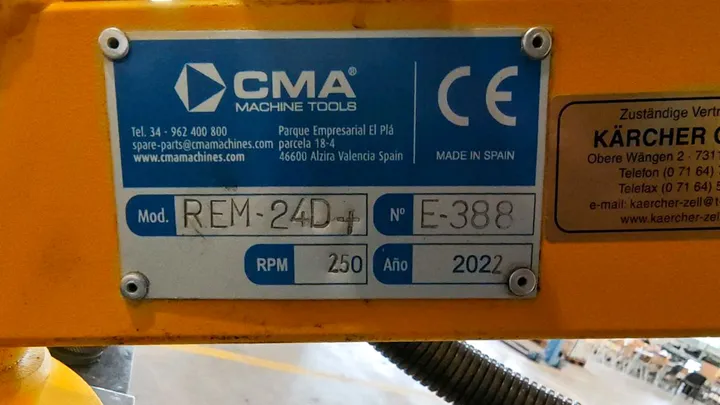 CMA®
MACHINE TOOLS
CE
Tel. 34 - 962 400 800
spare-parts@cmamachines.com
www.cmamachines.com
Parque Empresarial El Plá
parcela 18-4
46600 Alzira Valencia Spain
MADE IN SPAIN
Mod. REM-24D+
Nº E-388
RPM 250
Año 2022
Zuständige Vertr
KÄRCHER
Obere Wängen 2 - 7311
Telefon (0 71 64)
Telefax (0 71 64)
e-mail: kaercher-zell@t
www.kaercher-zell